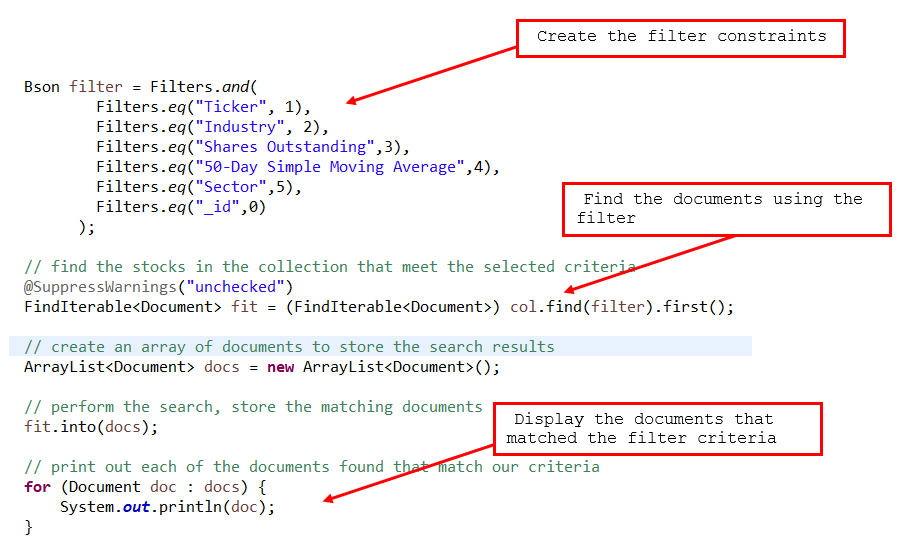 Create the filter constraints
Bson filter = Filters.and(
Filters.eq("Ticker", 1),
Filters.eq("Industry", 2),
Filters.eq("Shares Outstanding",3),
Filters.eq("50-Day Simple Moving Average",4),
Filters.eq("Sector",5),
Filters.eq("_id",0)
);
Find the documents using the
filter
// find the stocks in the collection that meet the selected criteria
@SuppressWarnings("unchecked")
FindIterable<Document> fit = (FindIterable<Document>) col.find(filter).first();
// create an array of documents to store the search results
ArrayList<Document> docs = new ArrayList<Document>();
// perform the search, store the matching documents
fit.into(docs);
Display the documents that
matched the filter criteria
// print out each of the documents found that match our criteria
for (Document doc : docs) {
System.out.println(doc);
}